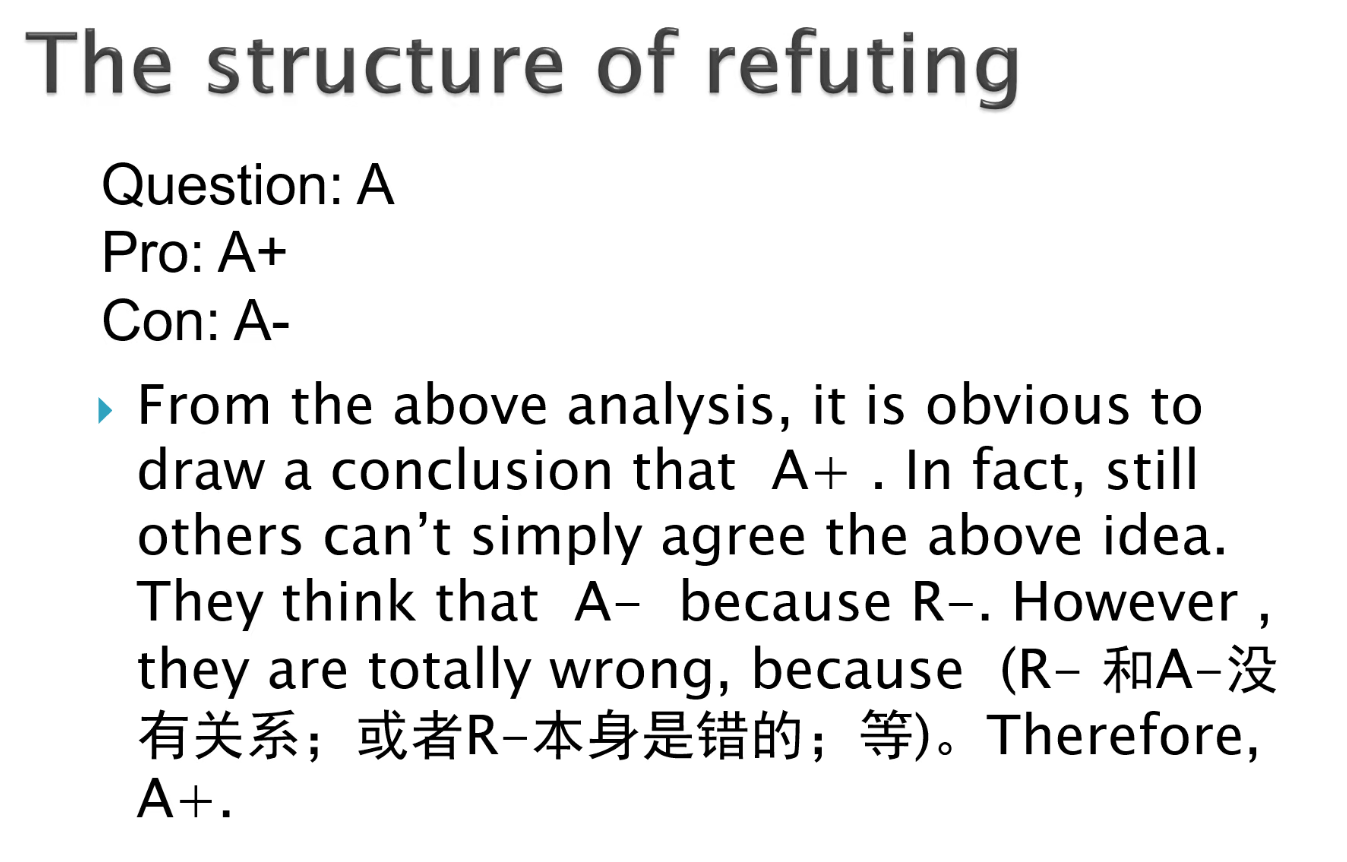 The structure of refuting
Question: A
Pro: A+
Con: A-
From the above analysis, it is obvious to
draw a conclusion that A+ . In fact, still
others can’t simply agree the above idea.
They think that A- because R-. However ,
they are totally wrong, because (R- 和A-没
有关系；或者R-本身是错的；等)。Therefore,
A+.